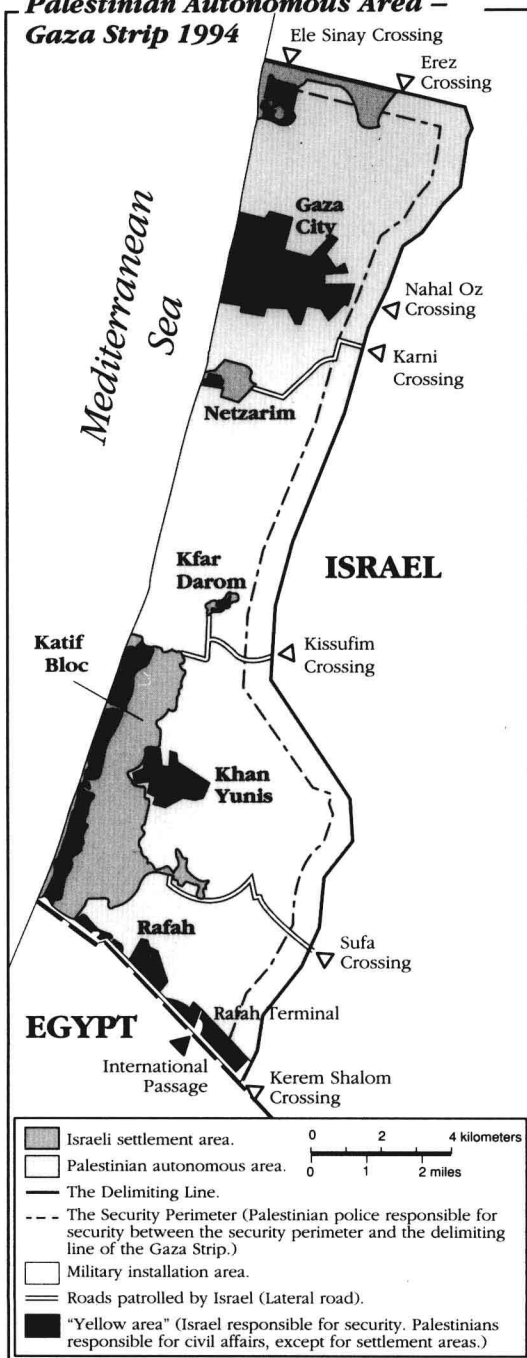 Palestinian Autonomous Area –
Gaza Strip 1994
Ele Sinay Crossing
Erez
Crossing
Mediterranean
Sea
Gaza
City
Nahal Oz
Crossing
Karni
Crossing
Netzarim
Kfar
Darom
ISRAEL
Katif
Bloc
Kissufim
Crossing
Khan
Yunis
Rafah
Sufa
Crossing
EGYPT
Rafah Terminal
International
Passage
Kerem Shalom
Crossing
Israeli settlement area.
0 2 4 kilometers
Palestinian autonomous area.
0 1 2 miles
The Delimiting Line.
The Security Perimeter (Palestinian police responsible for
security between the security perimeter and the delimiting
line of the Gaza Strip.)
Military installation area.
Roads patrolled by Israel (Lateral road).
"Yellow area" (Israel responsible for security. Palestinians
responsible for civil affairs, except for settlement areas.)